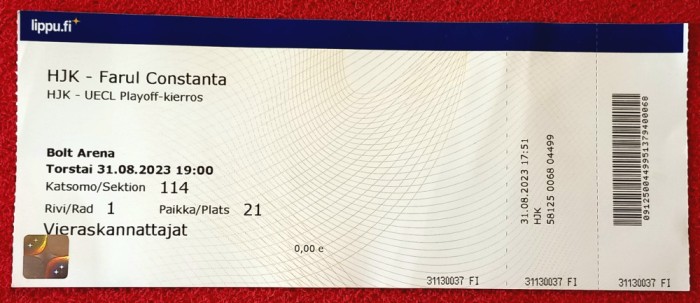 lippu.fi
HJK - Farul Constanta
HJK - UECL Playoff-kierros
Bolt Arena
Torstai 31.08.2023 19:00
Katsomo/Sektion 114
Rivi/Rad 1 Paikka/Plats 21
Vieraskannattajat
0,00 €
31130037 FI
31.08.2023 17:51
HJK
58125 0068 04499
31130037 FI
0912500449951379400068
31130037 FI